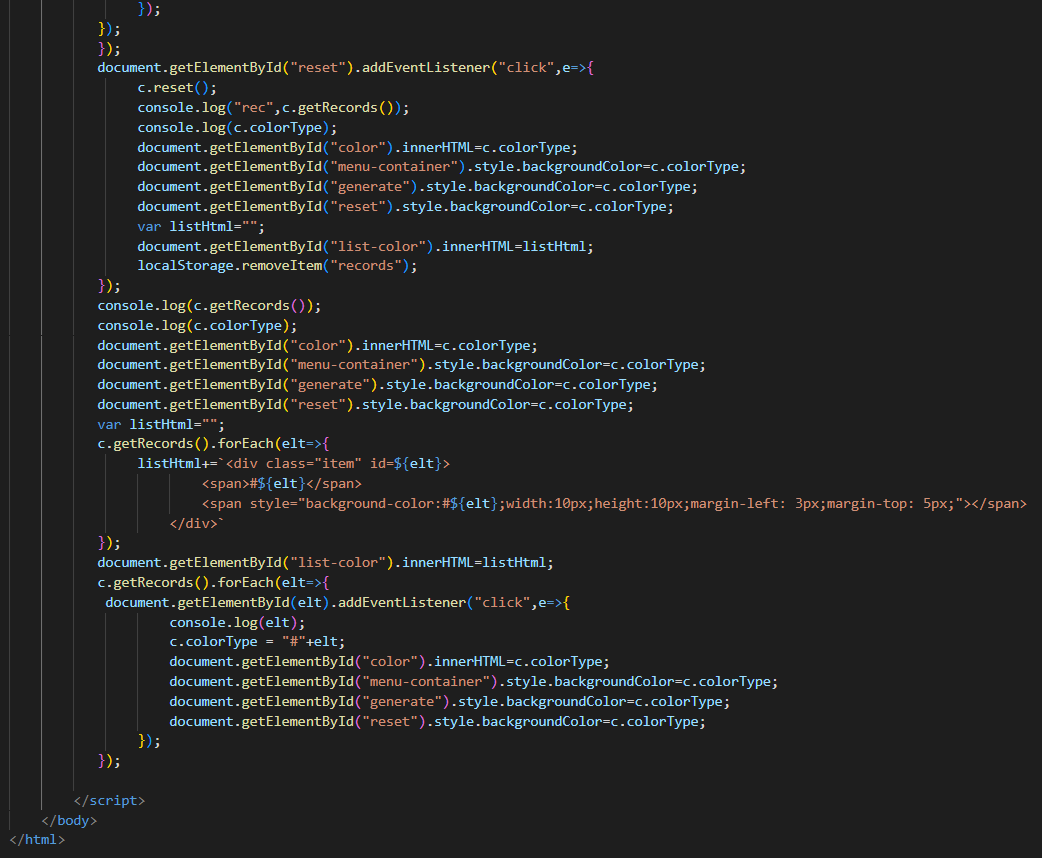 });
});
});
document.getElementById("reset").addEventListener("click",e=>{
c.reset();
console.log("rec",c.getRecords());
console.log(c.colorType);
document.getElementById("color").innerHTML=c.colorType;
document.getElementById("menu-container").style.backgroundColor=c.colorType;
document.getElementById("generate").style.backgroundColor=c.colorType;
document.getElementById("reset").style.backgroundColor=c.colorType;
var listHtml="";
document.getElementById("list-color").innerHTML=listHtml;
localStorage.removeItem("records");
});
console.log(c.getRecords());
console.log(c.colorType);
document.getElementById("color").innerHTML=c.colorType;
document.getElementById("menu-container").style.backgroundColor=c.colorType;
document.getElementById("generate").style.backgroundColor=c.colorType;
document.getElementById("reset").style.backgroundColor=c.colorType;
var listHtml="";
c.getRecords().forEach(elt=>{
listHtml+=`<div class="item" id=${elt}>
<span>#${elt}</span>
<span style="background-color:#${elt};width:10px;height:10px;margin-left: 3px;margin-top: 5px;"></span>
</div>`
});
document.getElementById("list-color").innerHTML=listHtml;
c.getRecords().forEach(elt=>{
document.getElementById(elt).addEventListener("click",e=>{
console.log(elt);
c.colorType = "#"+elt;
document.getElementById("color").innerHTML=c.colorType;
document.getElementById("menu-container").style.backgroundColor=c.colorType;
document.getElementById("generate").style.backgroundColor=c.colorType;
document.getElementById("reset").style.backgroundColor=c.colorType;
});
});
</script>
</body>
</html>